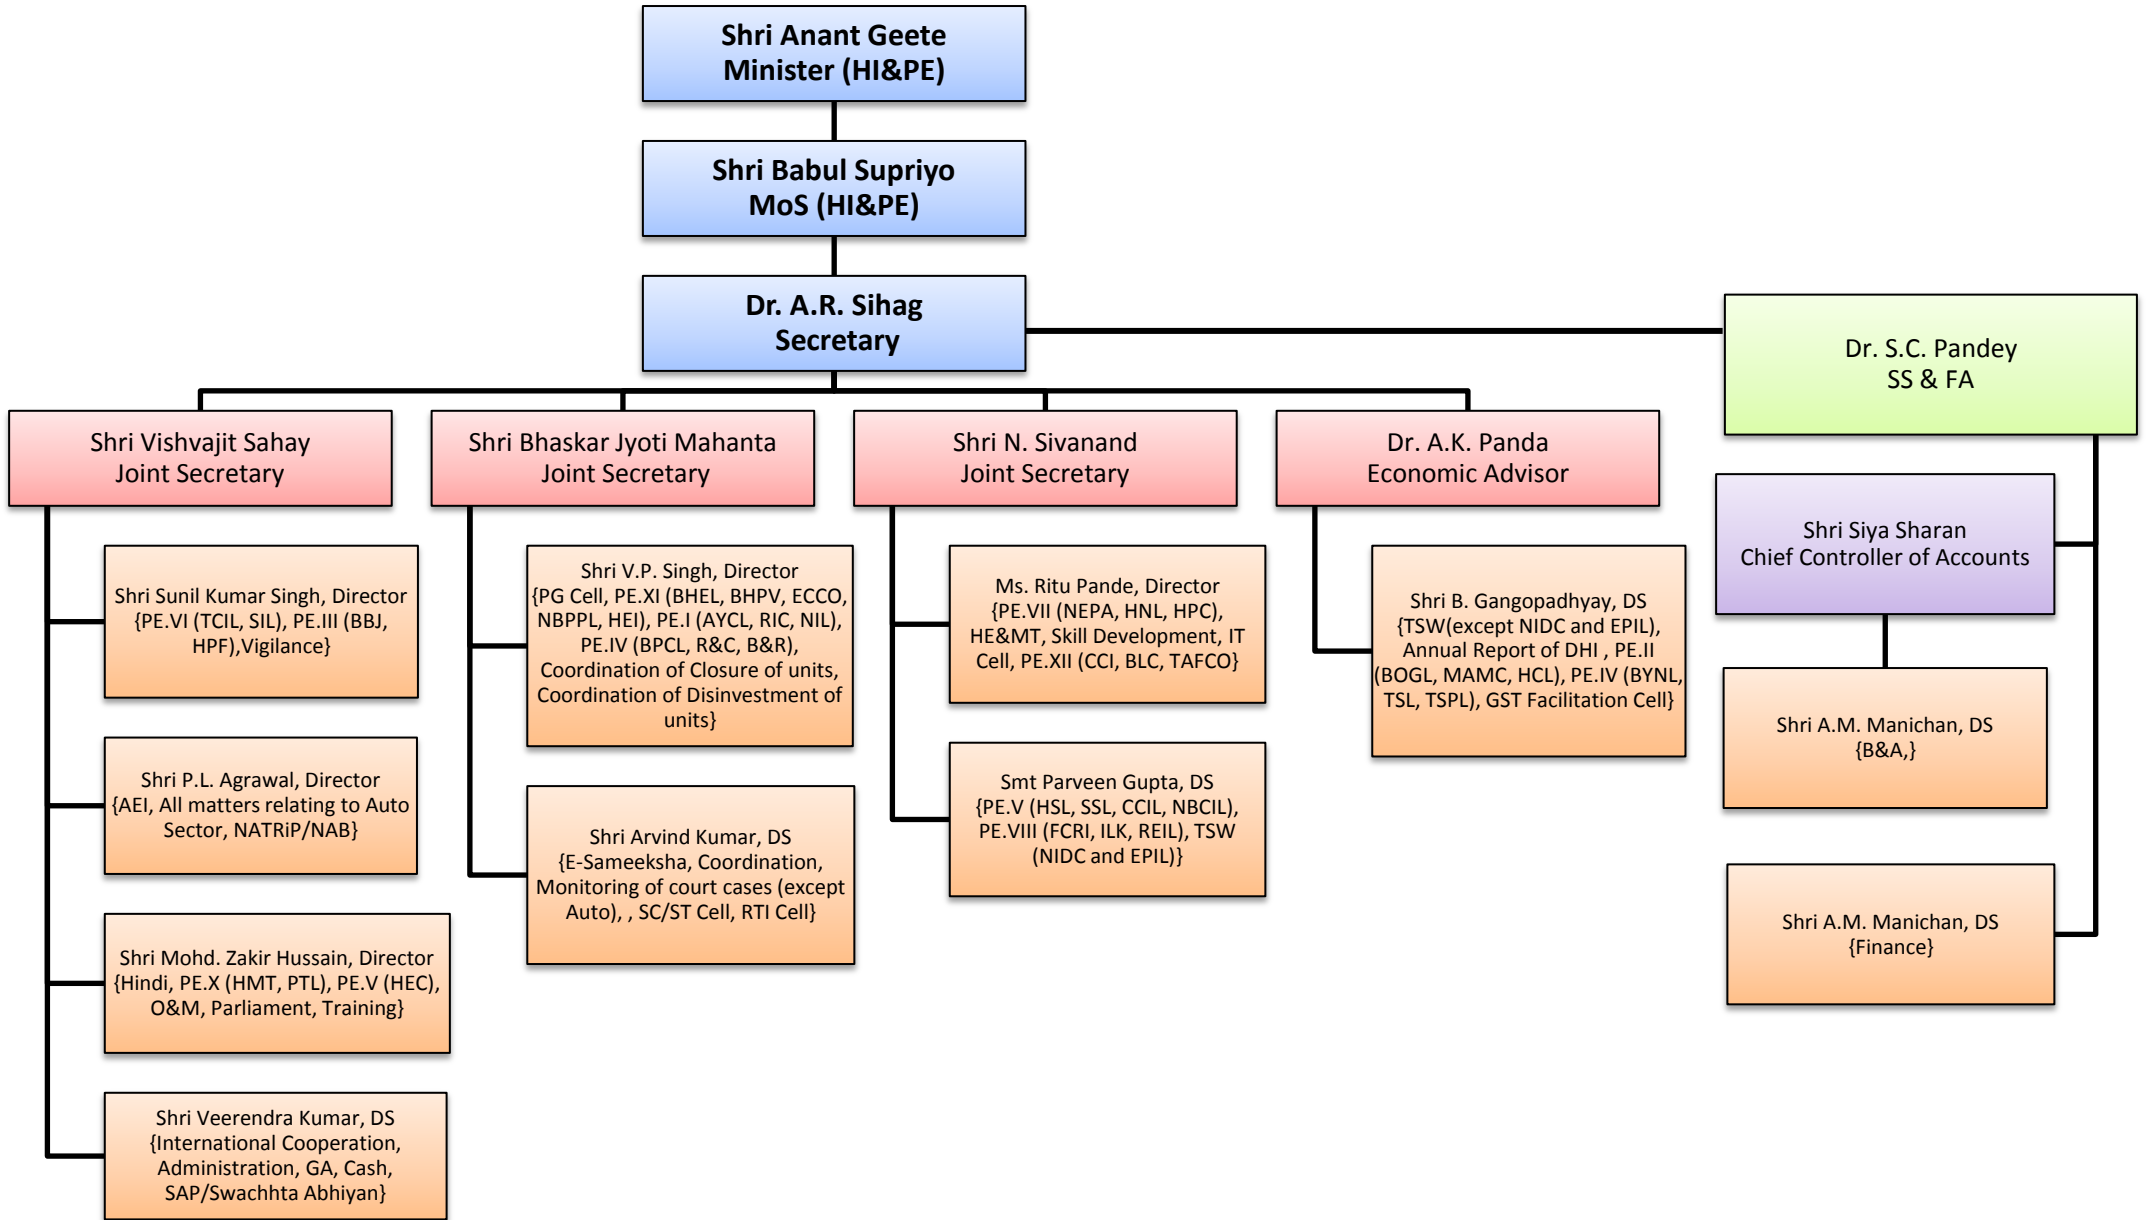 Shri Anant Geete
Minister (HI&PE)
Shri Babul Supriyo
MoS (HI&PE)
Dr. A.R. Sihag
Secretary
Dr. S.C. Pandey
SS & FA
Shri Vishvajit Sahay
Joint Secretary
Shri Sunil Kumar Singh, Director
{PE.VI (TCIL, SIL), PE.III (BBJ,
HPF),Vigilance}
Shri P.L. Agrawal, Director
{AEI, All matters relating to Auto
Sector, NATRiP/NAB}
Shri Mohd. Zakir Hussain, Director
{Hindi, PE.X (HMT, PTL), PE.V (HEC),
O&M, Parliament, Training}
Shri Veerendra Kumar, DS
{International Cooperation,
Administration, GA, Cash,
SAP/Swachhta Abhiyan}
Shri Bhaskar Jyoti Mahanta
Joint Secretary
Shri V.P. Singh, Director
{PG Cell, PE.XI (BHEL, BHPV, ECCO,
NBPPL, HEI), PE.I (AYCL, RIC, NIL),
PE.IV (BPCL, R&C, B&R),
Coordination of Closure of units,
Coordination of Disinvestment of
units}
Shri Arvind Kumar, DS
{E-Sameeksha, Coordination,
Monitoring of court cases (except
Auto), , SC/ST Cell, RTI Cell}
Shri N. Sivanand
Joint Secretary
Ms. Ritu Pande, Director
{PE.VII (NEPA, HNL, HPC),
HE&MT, Skill Development, IT
Cell, PE.XII (CCI, BLC, TAFCO}
Smt Parveen Gupta, DS
{PE.V (HSL, SSL, CCIL, NBCIL),
PE.VIII (FCRI, ILK, REIL), TSW
(NIDC and EPIL)}
Dr. A.K. Panda
Economic Advisor
Shri B. Gangopadhyay, DS
{TSW(except NIDC and EPIL),
Annual Report of DHI , PE.II
(BOGL, MAMC, HCL), PE.IV (BYNL,
TSL, TSPL), GST Facilitation Cell}
Shri Siya Sharan
Chief Controller of Accounts
Shri A.M. Manichan, DS
{B&A,}
Shri A.M. Manichan, DS
{Finance}